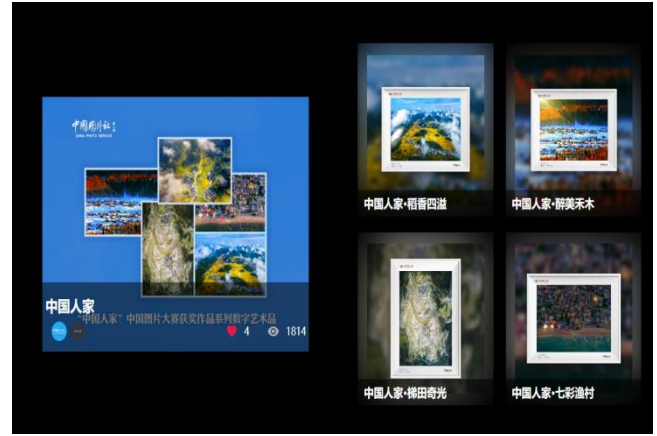 中国图片社
CHINA PHOTO SERVICE
中国人家
“中国人家”中国图片大赛获奖作品系列数字艺术品
4
1814
中国人家·稻香四溢
中国人家·醉美禾木
中国人家·梯田奇光
中国人家·七彩渔村